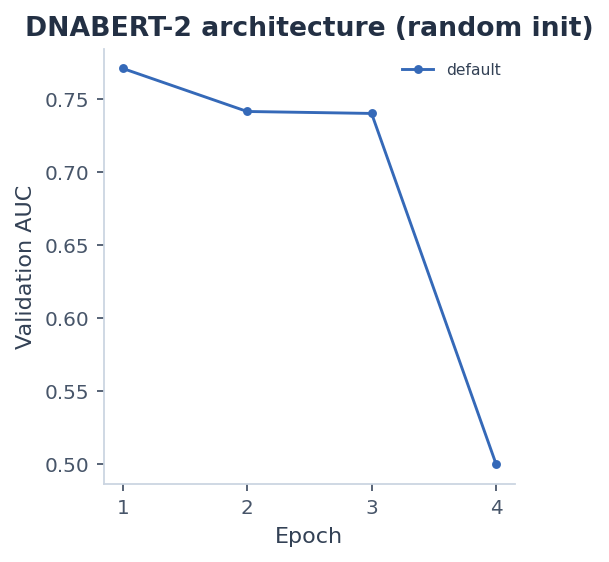 DNABERT-2 architecture (random init)
default
Validation AUC
0.75
0.70
0.65
0.60
0.55
0.50
1 2 3 4
Epoch